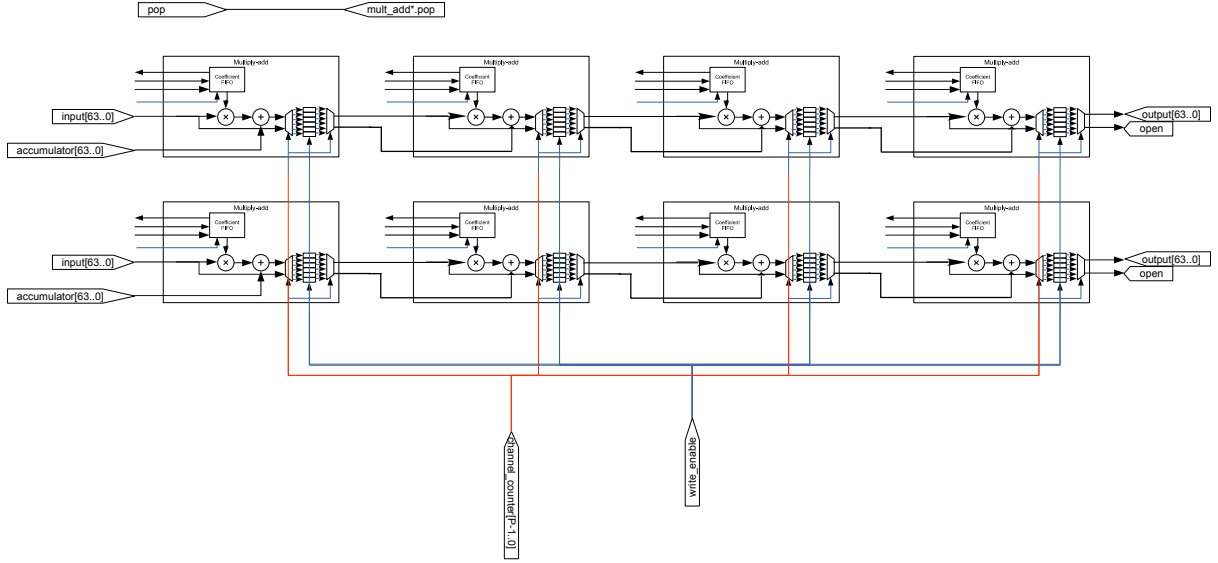 pop
mult_add*.pop
Multiply-add
Multiply-add
Multiply-add
Multiply-add
Coefficient
FIFO
Coefficient
FIFO
Coefficient
FIFO
Coefficient
FIFO
input[63..0]
× +
× +
× +
× +
output[63..0]
open
accumulator[63..0]
Multiply-add
Multiply-add
Multiply-add
Multiply-add
Coefficient
FIFO
Coefficient
FIFO
Coefficient
FIFO
Coefficient
FIFO
input[63..0]
× +
× +
× +
× +
output[63..0]
open
accumulator[63..0]
channel_counter[P-1..0]
write_enable